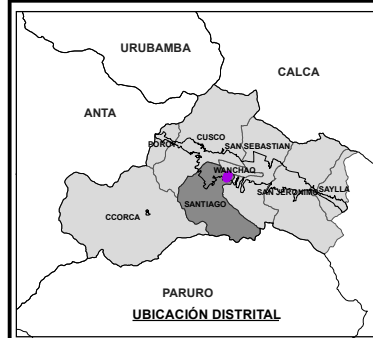 URUBAMBA
CALCA
ANTA
CUSCO
POROY
SAN SEBASTIAN
WANCHAQ
SAN JERONIMO
SAYLLA
SANTIAGO
CCORCA
PARURO
UBICACIÓN DISTRITAL